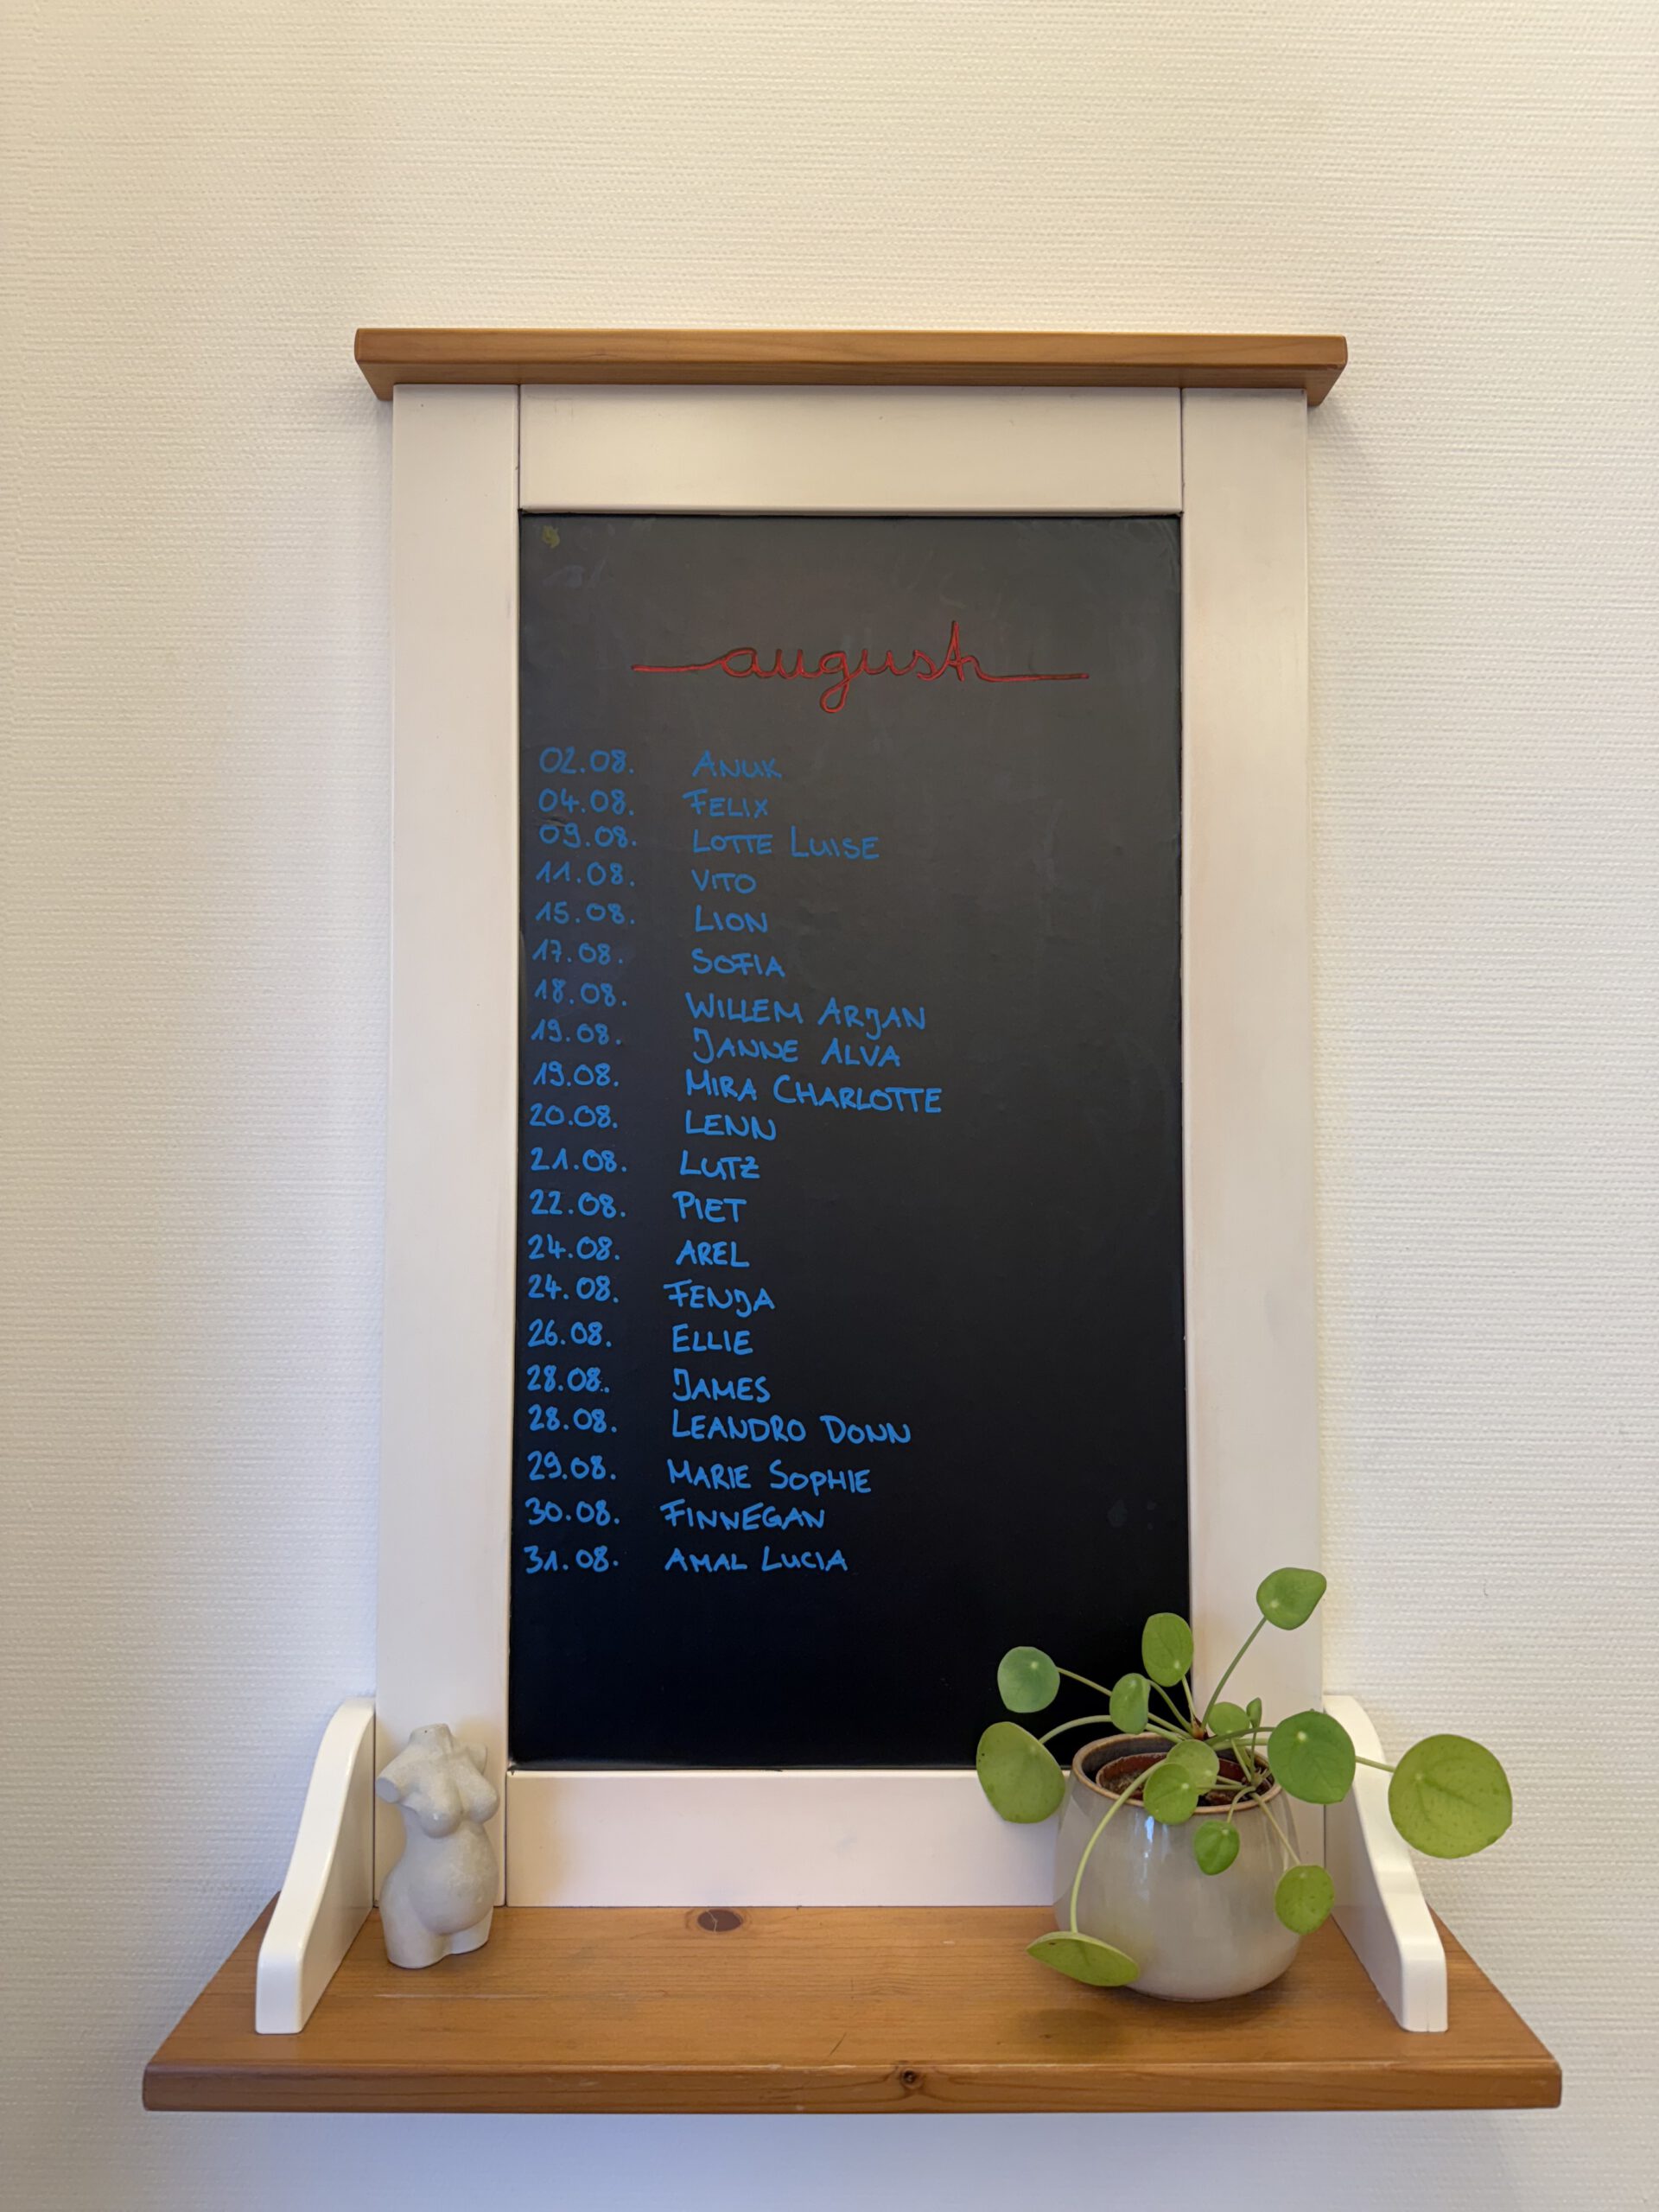 august
02.08. ANUK
04.08. FELIX
09.08. LOTTE LUISE
11.08. VITO
15.08. LION
17.08. SOFIA
18.08. WILLEM ARJAN
19.08. JANNE ALVA
19.08. MIRA CHARLOTTE
20.08. LENN
21.08. LUTZ
22.08. PIET
24.08. AREL
24.08. FENJA
26.08. ELLIE
28.08. JAMES
28.08. LEANDRO DONN
29.08. MARIE SOPHIE
30.08. FINNEGAN
31.08. AMAL LUCIA